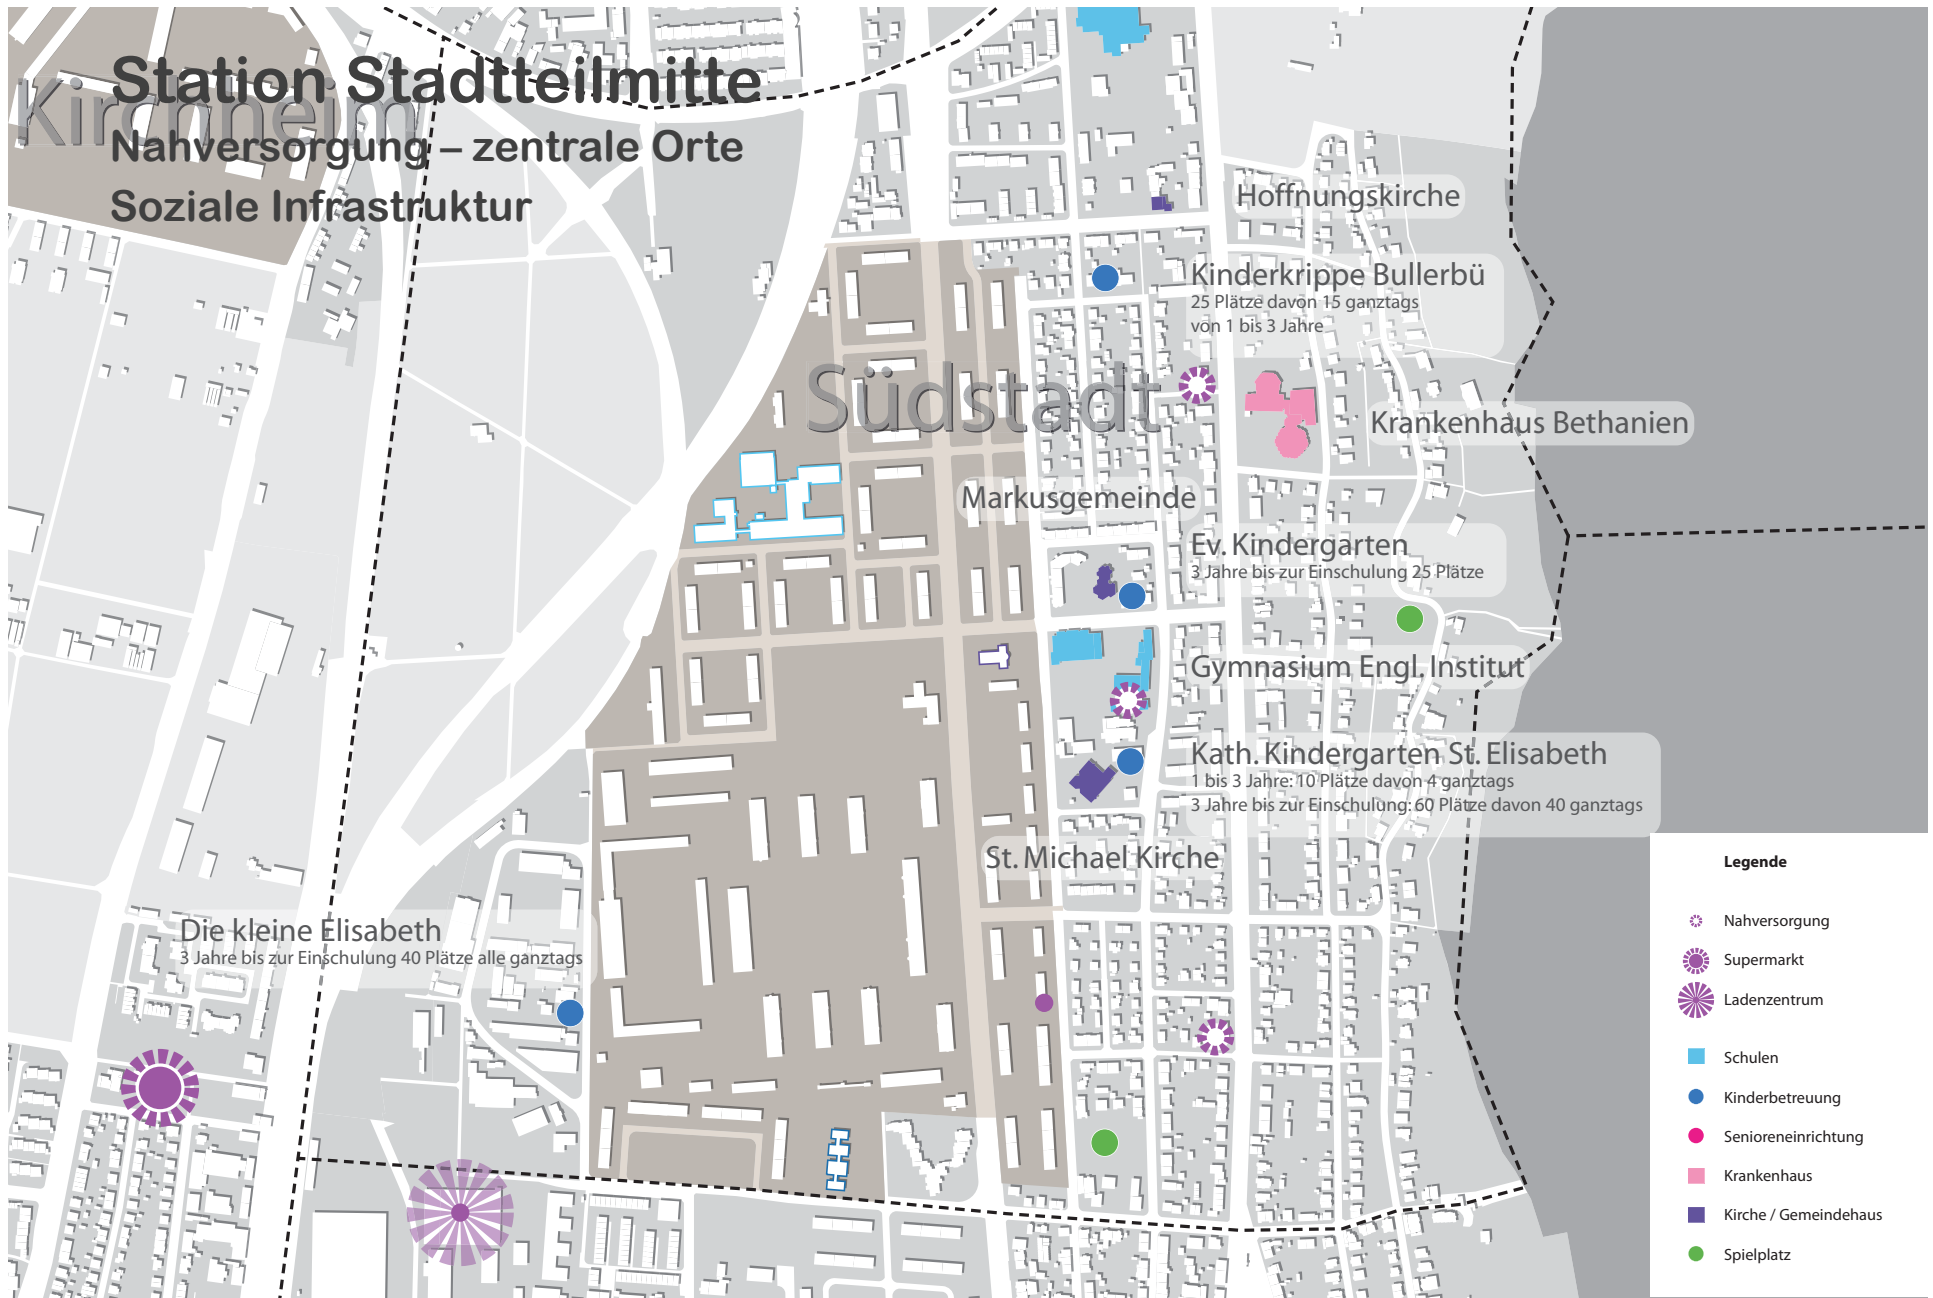 Station Stadtteilmitte
Kirchheim
Nahversorgung – zentrale Orte
Soziale Infrastruktur
Hoffnungskirche
Kinderkrippe Bullerbü
25 Plätze davon 15 ganztags
von 1 bis 3 Jahre
Südstadt
Krankenhaus Bethanien
Markusgemeinde
Ev. Kindergarten
3 Jahre bis zur Einschulung 25 Plätze
Gymnasium Engl. Institut
Kath. Kindergarten St. Elisabeth
1 bis 3 Jahre: 10 Plätze davon 4 ganztags
3 Jahre bis zur Einschulung: 60 Plätze davon 40 ganztags
St. Michael Kirche
Die kleine Elisabeth
3 Jahre bis zur Einschulung 40 Plätze alle ganztags
Legende
Nahversorgung
Supermarkt
Ladenzentrum
Schulen
Kinderbetreuung
Senioreneinrichtung
Krankenhaus
Kirche / Gemeindehaus
Spielplatz